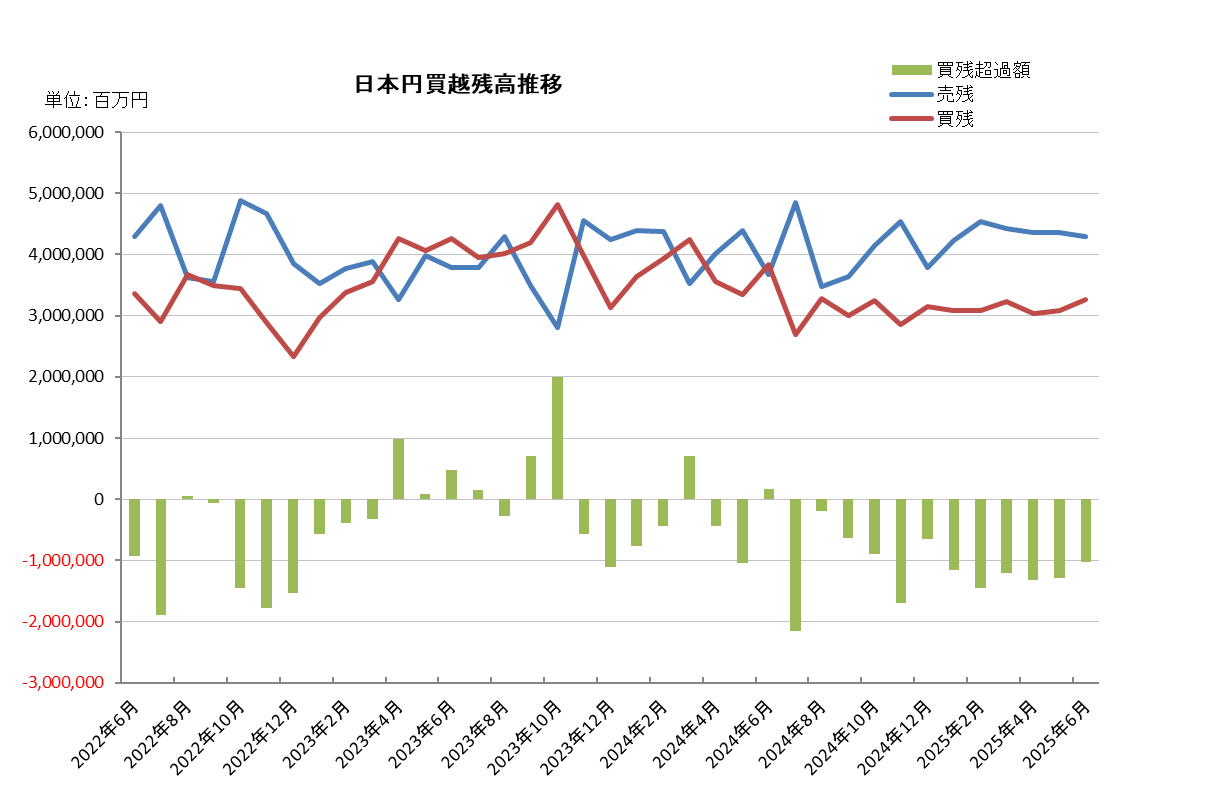 日本円買越残高推移
単位: 百万円
買残超過額
売残
買残
6,000,000
5,000,000
4,000,000
3,000,000
2,000,000
1,000,000
0
-1,000,000
-2,000,000
-3,000,000
2022年6月
2022年8月
2022年10月
2022年12月
2023年2月
2023年4月
2023年6月
2023年8月
2023年10月
2023年12月
2024年2月
2024年4月
2024年6月
2024年8月
2024年10月
2024年12月
2025年2月
2025年4月
2025年6月